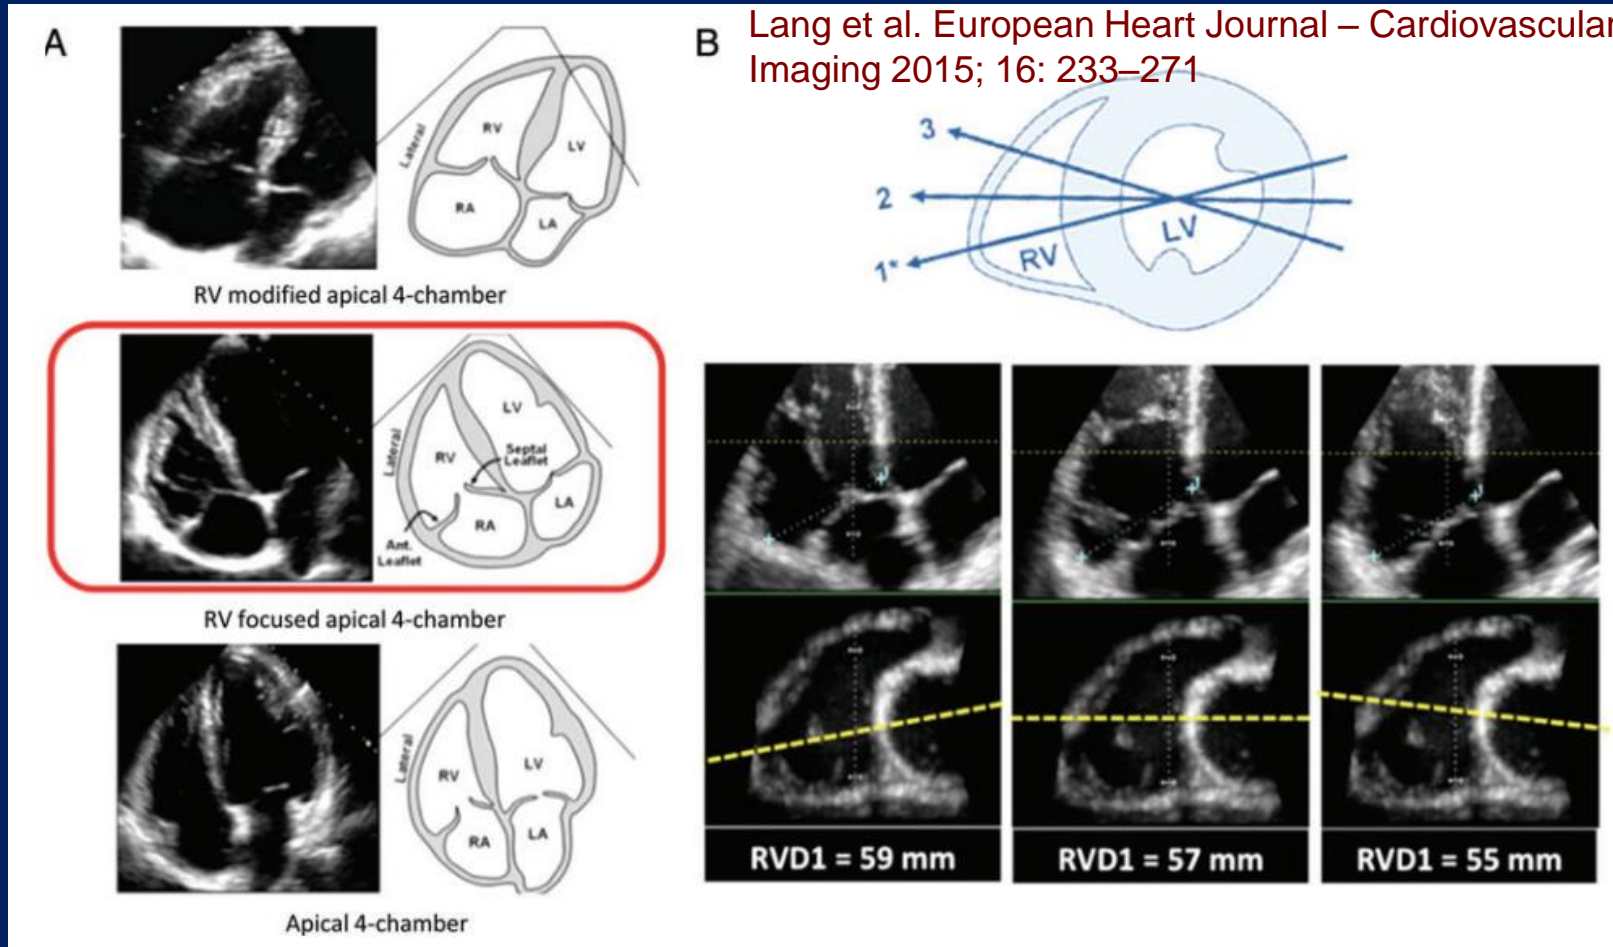 A
B
Lang et al. European Heart Journal – Cardiovascular
Imaging 2015; 16: 233–271
Lateral
RV
LV
RA
LA
RV modified apical 4-chamber
Lateral
LV
RV
Septal
Leaflet
LA
RA
Ant.
Leaflet
RV focused apical 4-chamber
Lateral
RV
LV
RA
LA
Apical 4-chamber
3
2
1*
RV
LV
RVD1 = 59 mm
RVD1 = 57 mm
RVD1 = 55 mm